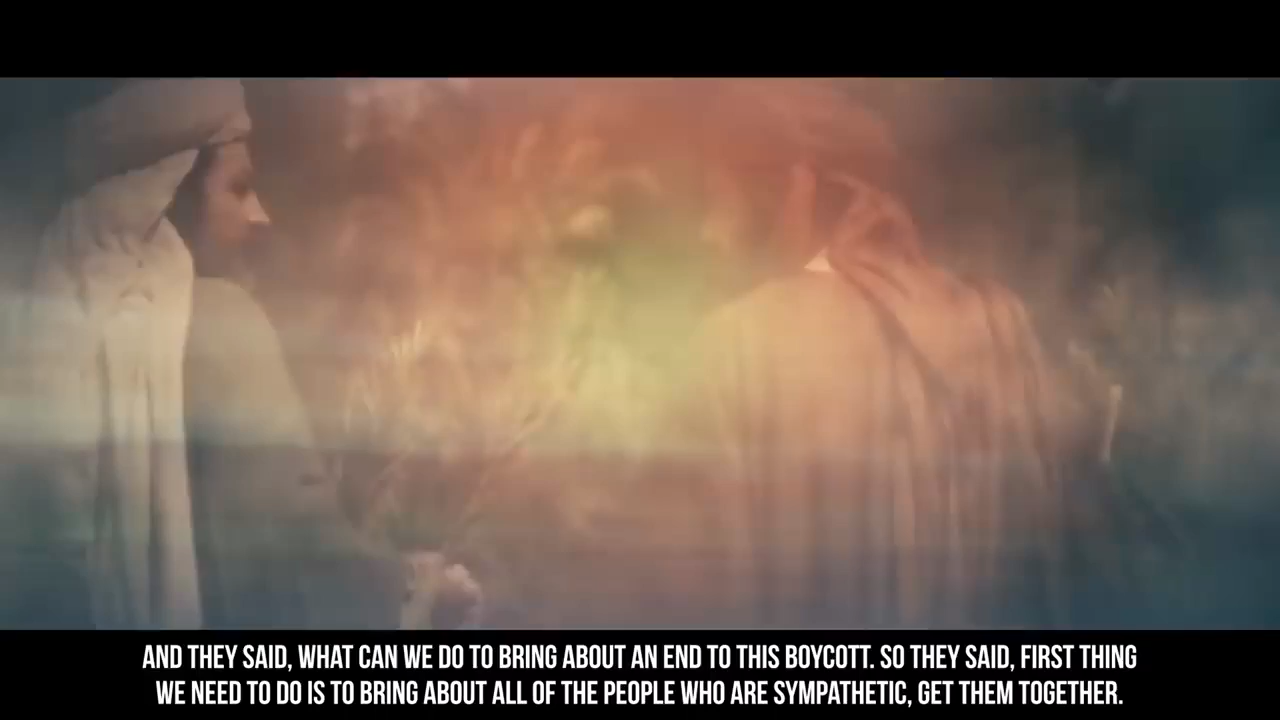 AND THEY SAID, WHAT CAN WE DO TO BRING ABOUT AN END TO THIS BOYCOTT. SO THEY SAID, FIRST THING
WE NEED TO DO IS TO BRING ABOUT ALL OF THE PEOPLE WHO ARE SYMPATHETIC, GET THEM TOGETHER.